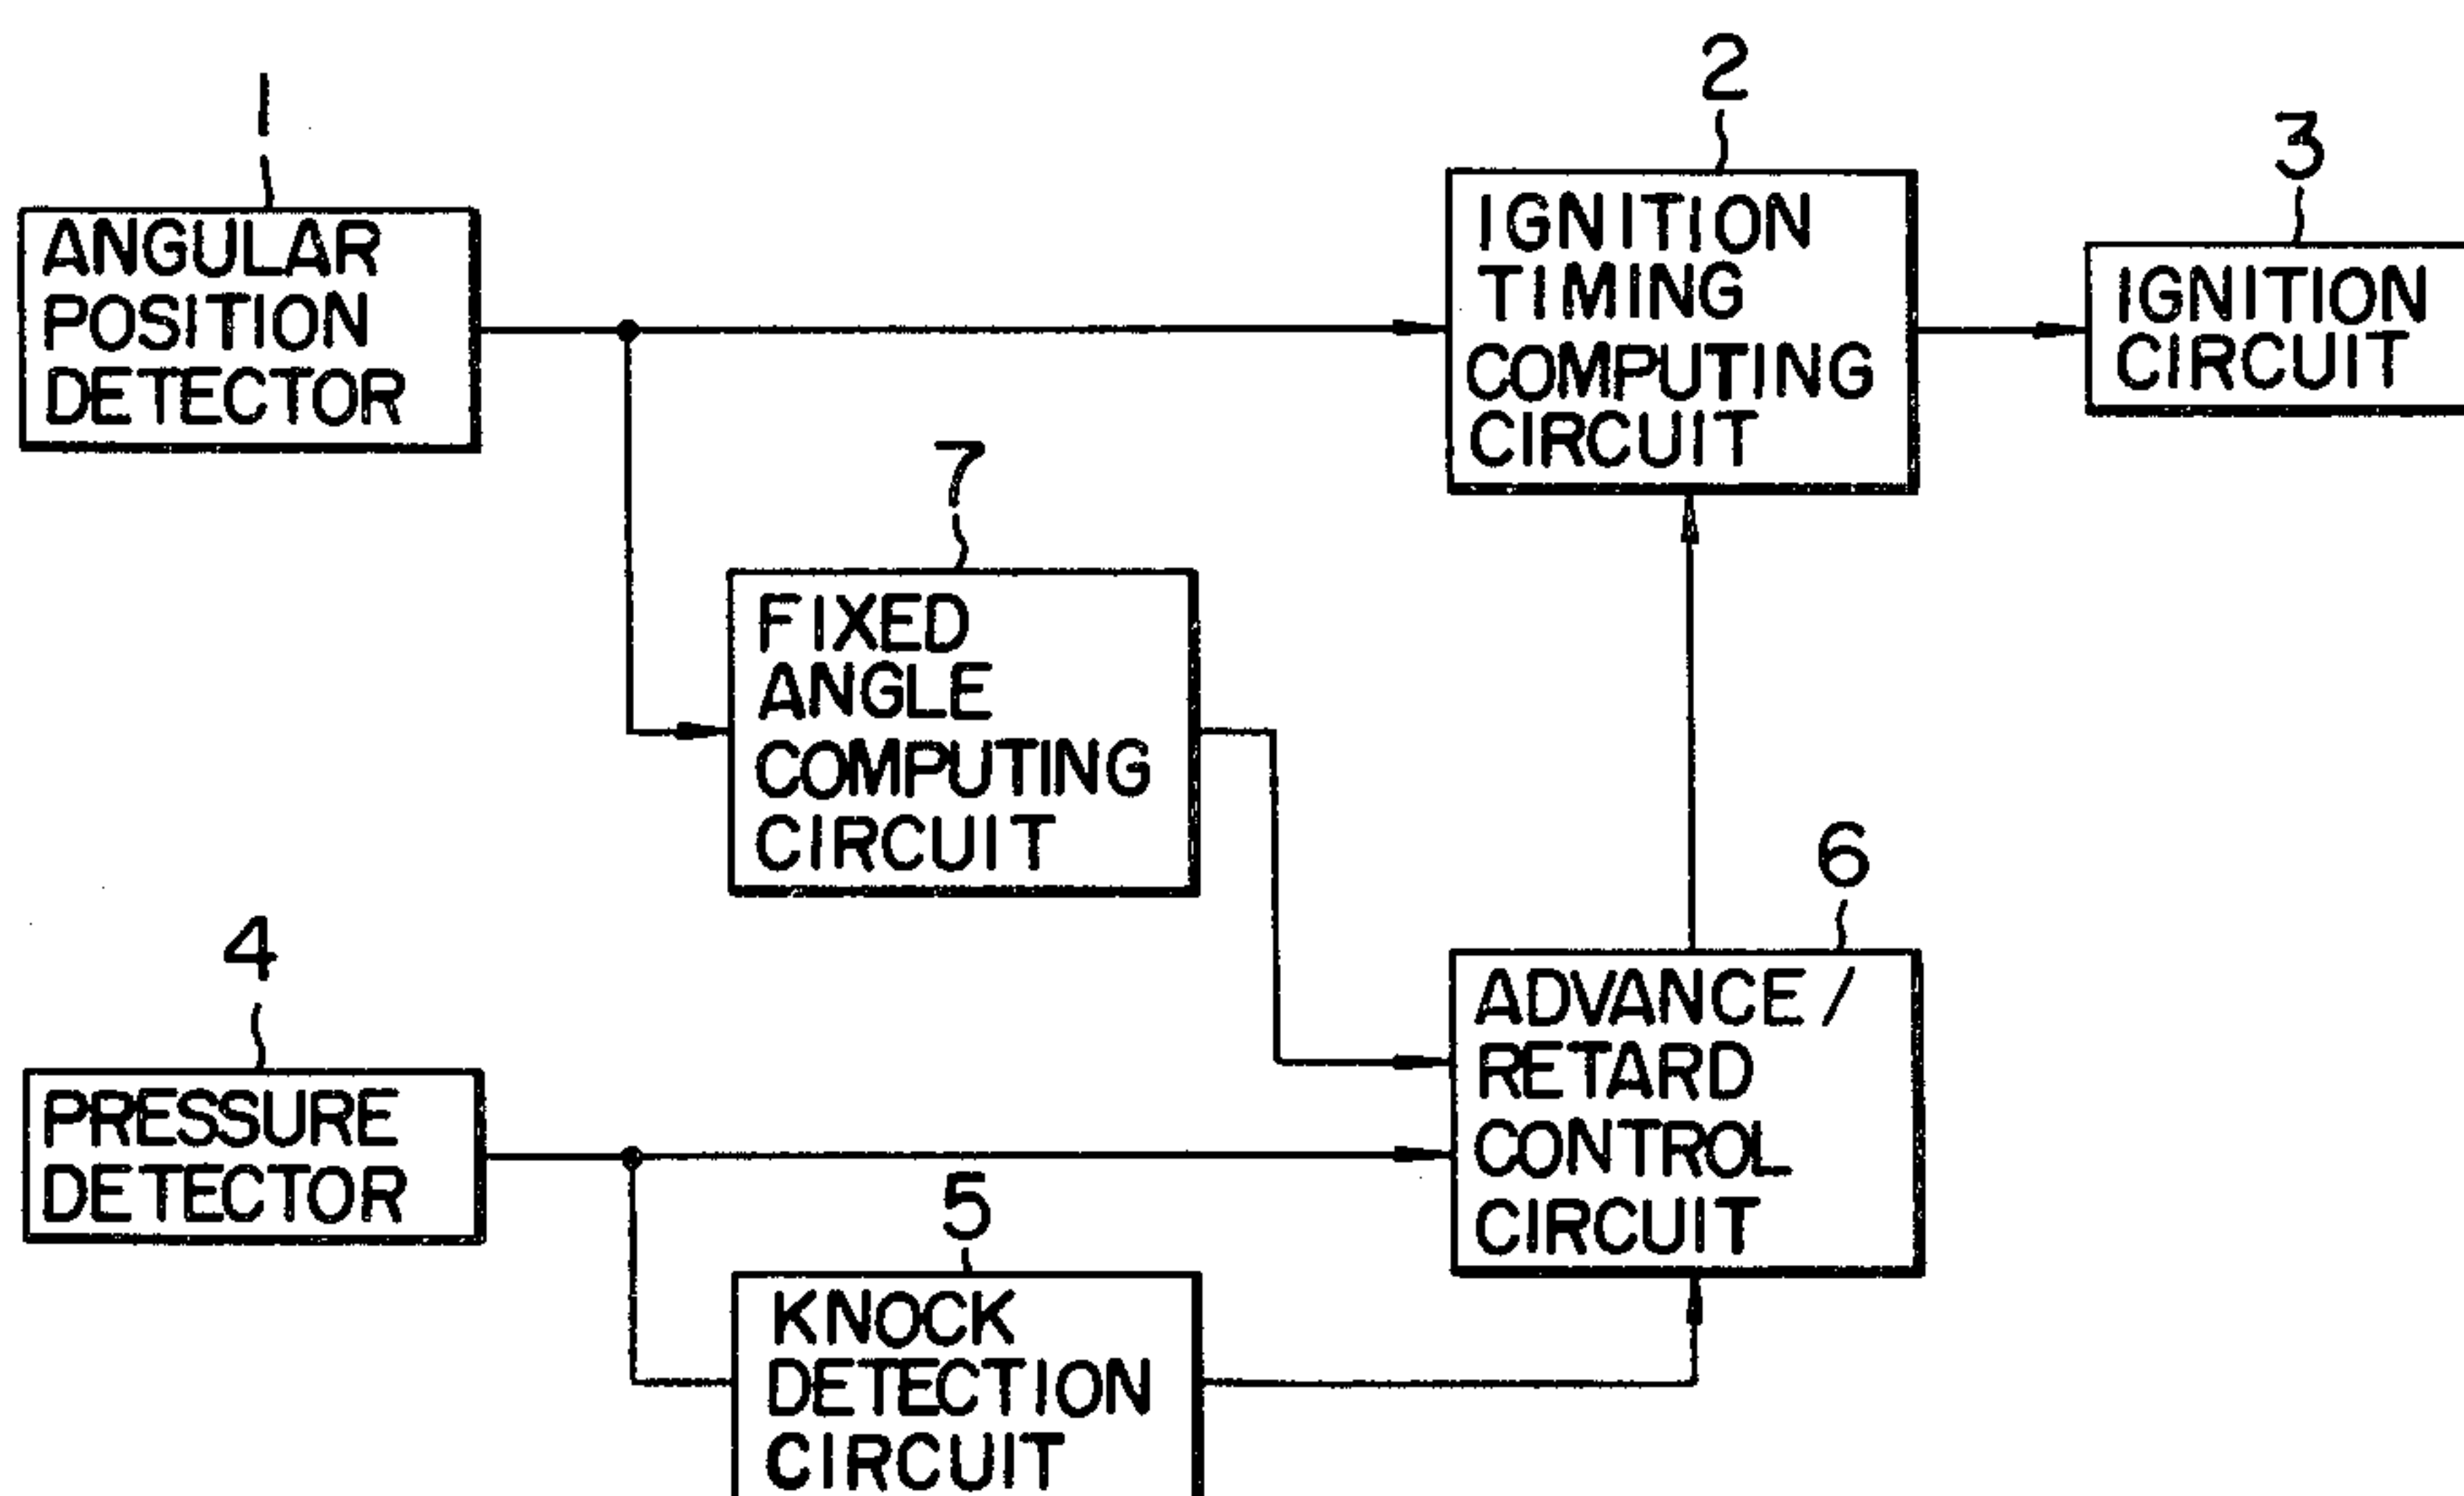 1
ANGULAR
POSITION
DETECTOR
2
IGNITION
TIMING
COMPUTING
CIRCUIT
3
IGNITION
CIRCUIT
7
FIXED
ANGLE
COMPUTING
CIRCUIT
4
PRESSURE
DETECTOR
5
KNOCK
DETECTION
CIRCUIT
6
ADVANCE/
RETARD
CONTROL
CIRCUIT